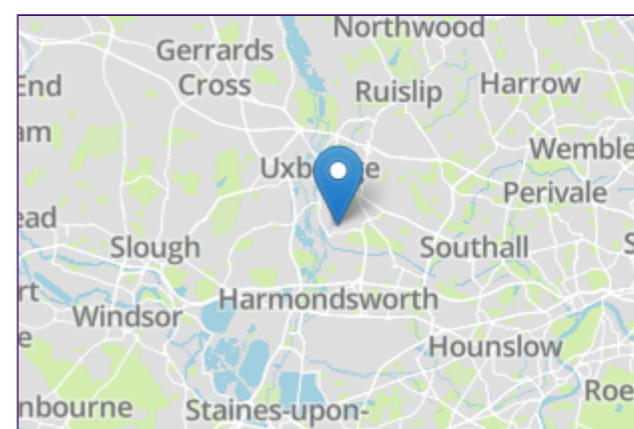 Northwood
Gerrards
Cross
End
Ruislip
Harrow
am
Uxb
e
Wemble
Perivale
ead
Slough
Southall
S
rt
Harmondsworth
Windsor
e
Hounslow
Roe
nbourne
Staines-upon-